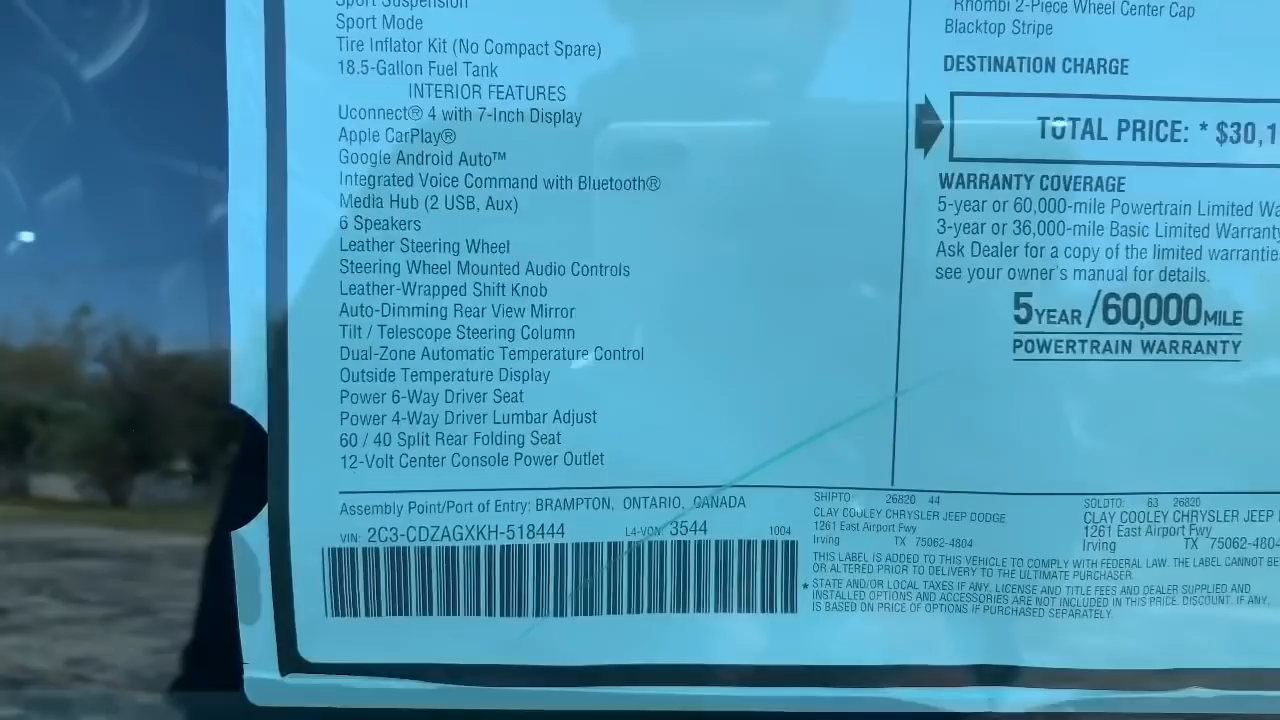 Sport Suspension
Sport Mode
Tire Inflator Kit (No Compact Spare)
18.5-Gallon Fuel Tank
INTERIOR FEATURES
Uconnect® 4 with 7-Inch Display
Apple CarPlay®
Google Android Auto™
Integrated Voice Command with Bluetooth®
Media Hub (2 USB, Aux)
6 Speakers
Leather Steering Wheel
Steering Wheel Mounted Audio Controls
Leather-Wrapped Shift Knob
Auto-Dimming Rear View Mirror
Tilt / Telescope Steering Column
Dual-Zone Automatic Temperature Control
Outside Temperature Display
Power 6-Way Driver Seat
Power 4-Way Driver Lumbar Adjust
60 / 40 Split Rear Folding Seat
12-Volt Center Console Power Outlet
Rhombi 2-Piece Wheel Center Cap
Blacktop Stripe
DESTINATION CHARGE
TOTAL PRICE: * $30,1
WARRANTY COVERAGE
5-year or 60,000-mile Powertrain Limited Wa
3-year or 36,000-mile Basic Limited Warranty
Ask Dealer for a copy of the limited warrantie
see your owner's manual for details.
5 YEAR / 60,000 MILE
POWERTRAIN WARRANTY
Assembly Point/Port of Entry: BRAMPTON, ONTARIO, CANADA
VIN: 2C3-CDZAGXKH-518444 L4-VON: 3544 1004
SHIPTO: 26820 44
CLAY COOLEY CHRYSLER JEEP DODGE
1261 East Airport Fwy
Irving TX 75062-4804
SOLDTO: 63 26820
CLAY COOLEY CHRYSLER JEEP
1261 East Airport Fwy
Irving TX 75062-4804
THIS LABEL IS ADDED TO THIS VEHICLE TO COMPLY WITH FEDERAL LAW. THE LABEL CANNOT BE
OR ALTERED PRIOR TO DELIVERY TO THE ULTIMATE PURCHASER.
* STATE AND/OR LOCAL TAXES IF ANY, LICENSE AND TITLE FEES AND DEALER SUPPLIED AND
INSTALLED OPTIONS AND ACCESSORIES ARE NOT INCLUDED IN THIS PRICE. DISCOUNT, IF ANY,
IS BASED ON PRICE OF OPTIONS IF PURCHASED SEPARATELY.